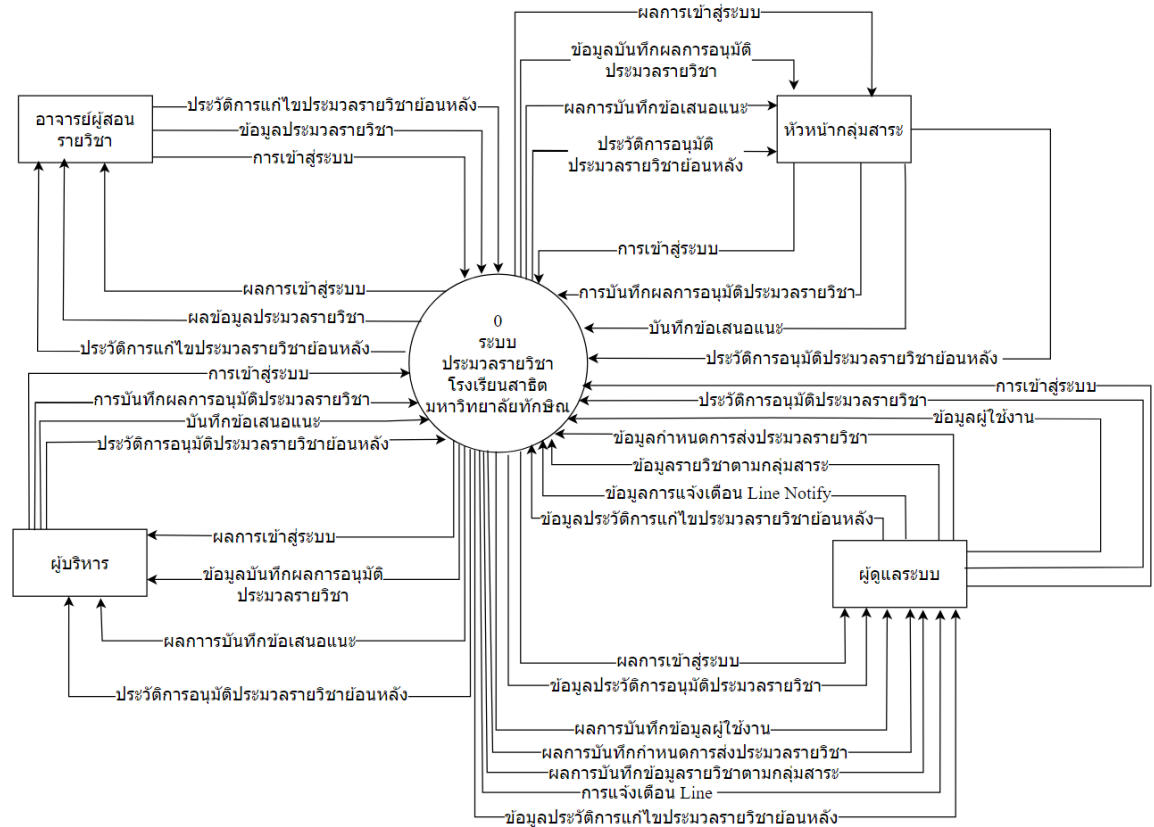 ผลการเข้าสู่ระบบ
ข้อมูลบันทึกผลการอนุมัติ
ประมวลรายวิชา
ผลการบันทึกข้อเสนอแนะ
ประวัติการอนุมัติ
ประมวลรายวิชาย้อนหลัง
หัวหน้ากลุ่มสาระ
อาจารย์ผู้สอน
รายวิชา
ประวัติการแก้ไขประมวลรายวิชาย้อนหลัง
ข้อมูลประมวลรายวิชา
การเข้าสู่ระบบ
การเข้าสู่ระบบ
การบันทึกผลการอนุมัติประมวลรายวิชา
บันทึกข้อเสนอแนะ
ประวัติการอนุมัติประมวลรายวิชาย้อนหลัง
ผลการเข้าสู่ระบบ
ผลข้อมูลประมวลรายวิชา
ประวัติการแก้ไขประมวลรายวิชาย้อนหลัง
0
ระบบ
ประมวลรายวิชา
โรงเรียนสาธิต
มหาวิทยาลัยทักษิณ
การเข้าสู่ระบบ
การบันทึกผลการอนุมัติประมวลรายวิชา
บันทึกข้อเสนอแนะ
ประวัติการอนุมัติประมวลรายวิชาย้อนหลัง
การเข้าสู่ระบบ
ประวัติการอนุมัติประมวลรายวิชา
ข้อมูลผู้ใช้งาน
ข้อมูลกำหนดการส่งประมวลรายวิชา
ข้อมูลรายวิชาตามกลุ่มสาระ
ข้อมูลการแจ้งเตือน Line Notify
ข้อมูลประวัติการแก้ไขประมวลรายวิชาย้อนหลัง
ผู้บริหาร
ผลการเข้าสู่ระบบ
ข้อมูลบันทึกผลการอนุมัติ
ประมวลรายวิชา
ผลกาารบันทึกข้อเสนอแนะ
ประวัติการอนุมัติประมวลรายวิชาย้อนหลัง
ผู้ดูแลระบบ
ผลการเข้าสู่ระบบ
ข้อมูลประวัติการอนุมัติประมวลรายวิชา
ผลการบันทึกข้อมูลผู้ใช้งาน
ผลการบันทึกกำหนดการส่งประมวลรายวิชา
ผลการบันทึกข้อมูลรายวิชาตามกลุ่มสาระ
การแจ้งเตือน Line
ข้อมูลประวัติการแก้ไขประมวลรายวิชาย้อนหลัง